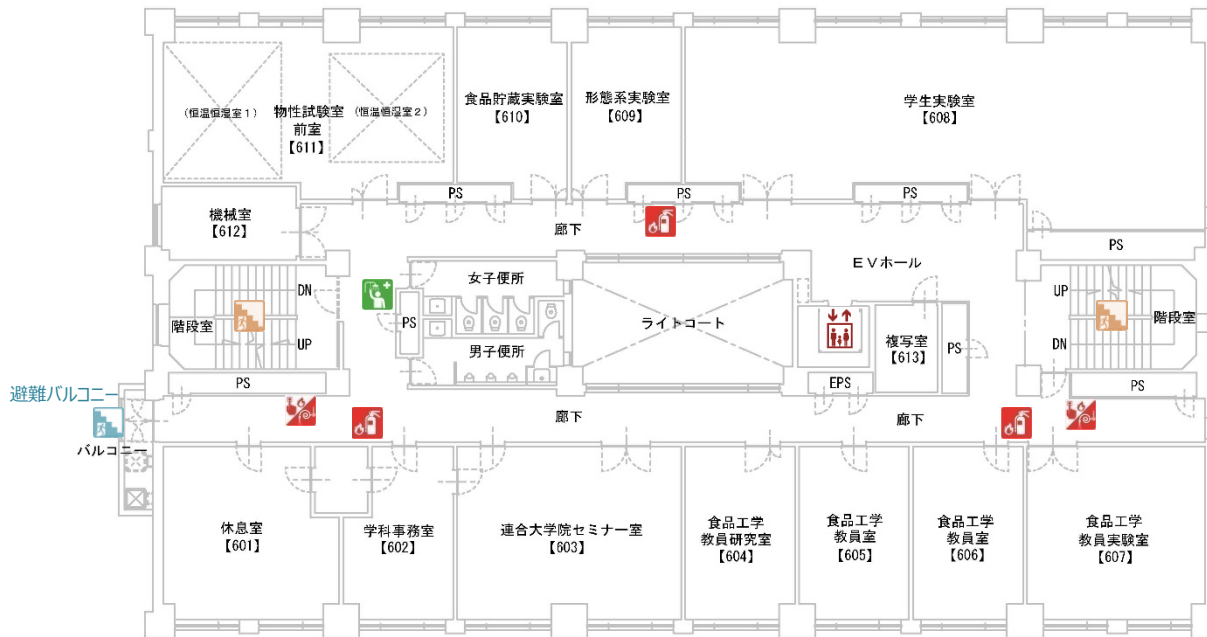 (恒温恒湿室1)
物性試験室
前室
【611】
(恒温恒湿室2)
食品貯蔵実験室
【610】
形態系実験室
【609】
学生実験室
【608】
PS
PS
PS
機械室
【612】
廊下
PS
EVホール
女子便所
DN
UP
階段室
PS
ライトコート
複写室
【613】
PS
UP
階段室
UP
男子便所
DN
PS
EPS
PS
避難バルコニー
廊下
廊下
バルコニー
休息室
【601】
学科事務室
【602】
連合大学院セミナー室
【603】
食品工学
教員研究室
【604】
食品工学
教員室
【605】
食品工学
教員室
【606】
食品工学
教員実験室
【607】